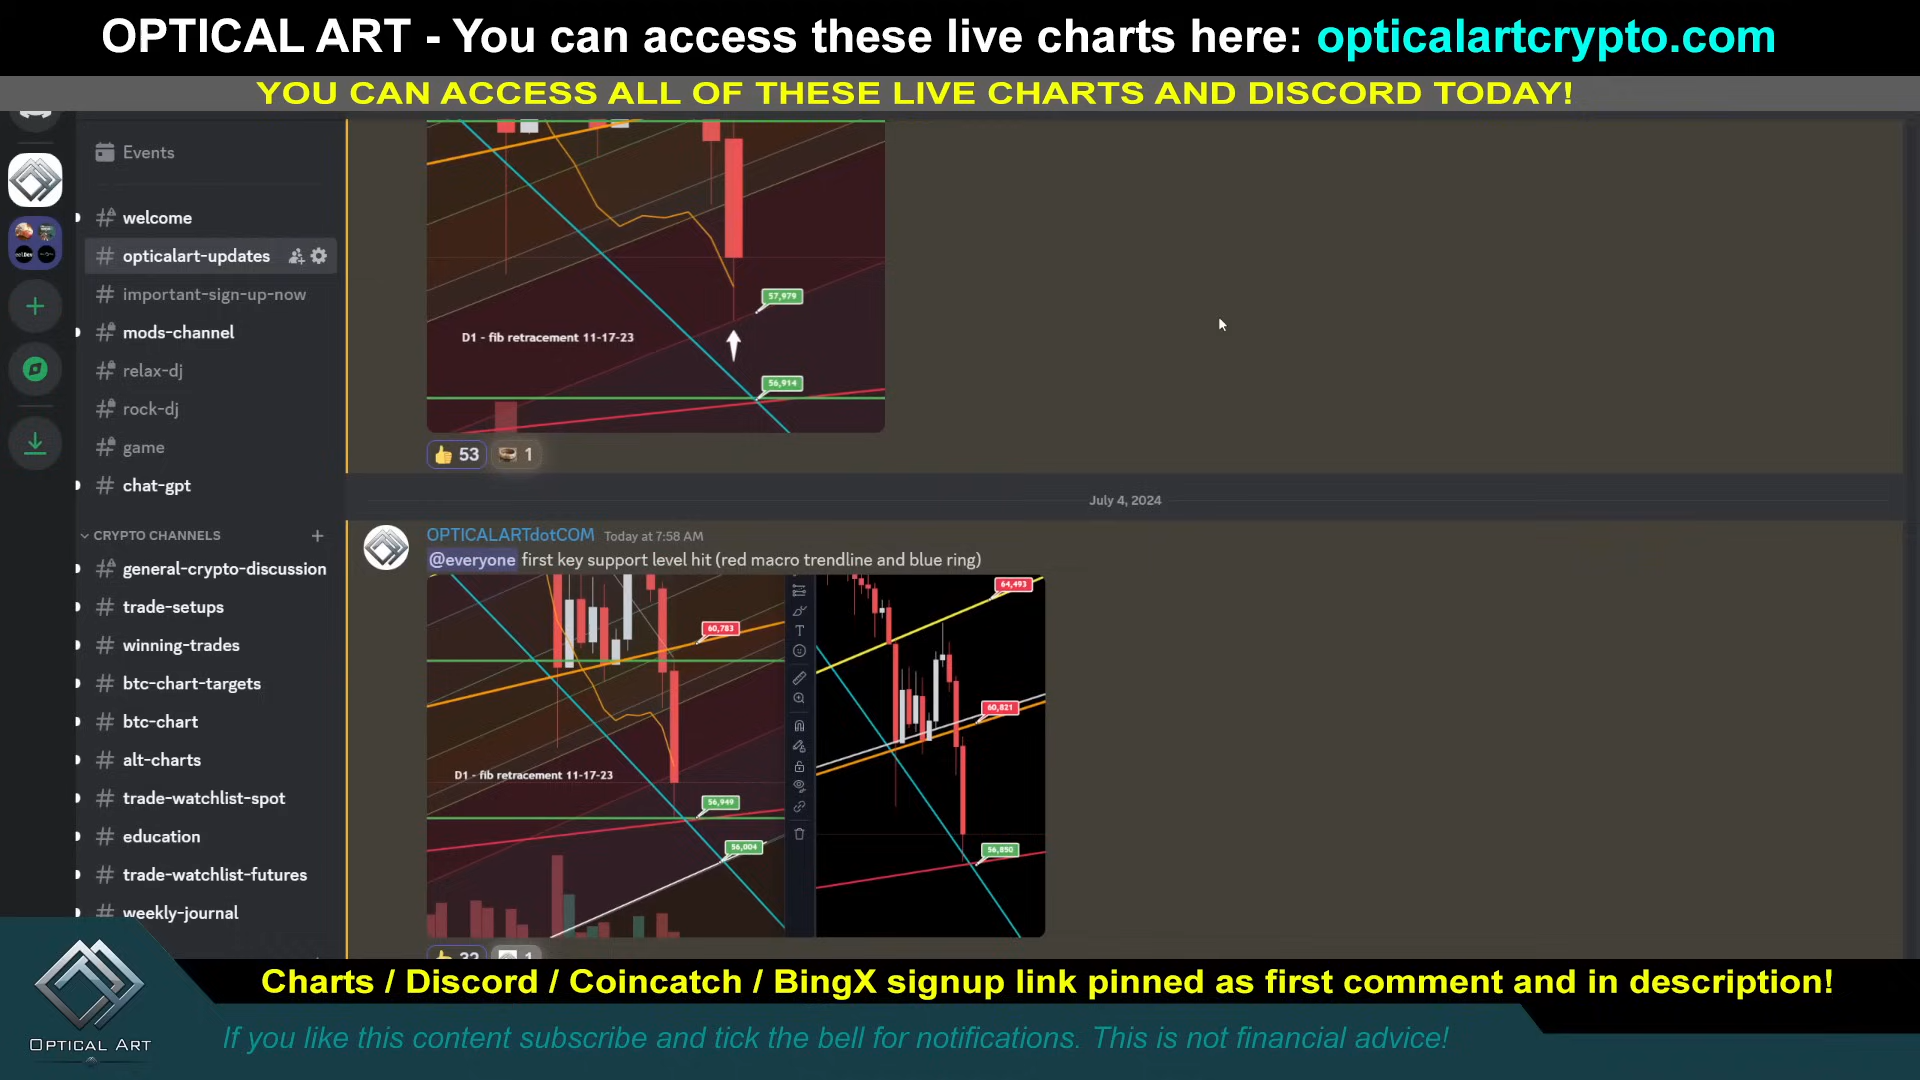 OPTICAL ART - You can access these live charts here: opticalartcrypto.com
YOU CAN ACCESS ALL OF THESE LIVE CHARTS AND DISCORD TODAY!
Events
welcome
opticalart-updates
important-sign-up-now
mods-channel
relax-dj
rock-dj
game
chat-gpt
CRYPTO CHANNELS
general-crypto-discussion
trade-setups
winning-trades
btc-chart-targets
btc-chart
alt-charts
trade-watchlist-spot
education
trade-watchlist-futures
weekly-journal
57,979
D1 - fib retracement 11-17-23
56,914
53
1
July 4, 2024
OPTICALARTdotCOM Today at 7:58 AM
@everyone first key support level hit (red macro trendline and blue ring)
64,493
60,783
60,821
D1 - fib retracement 11-17-23
56,949
56,004
56,850
32
1
Charts / Discord / Coincatch / BingX signup link pinned as first comment and in description!
If you like this content subscribe and tick the bell for notifications. This is not financial advice!
OPTICAL ART